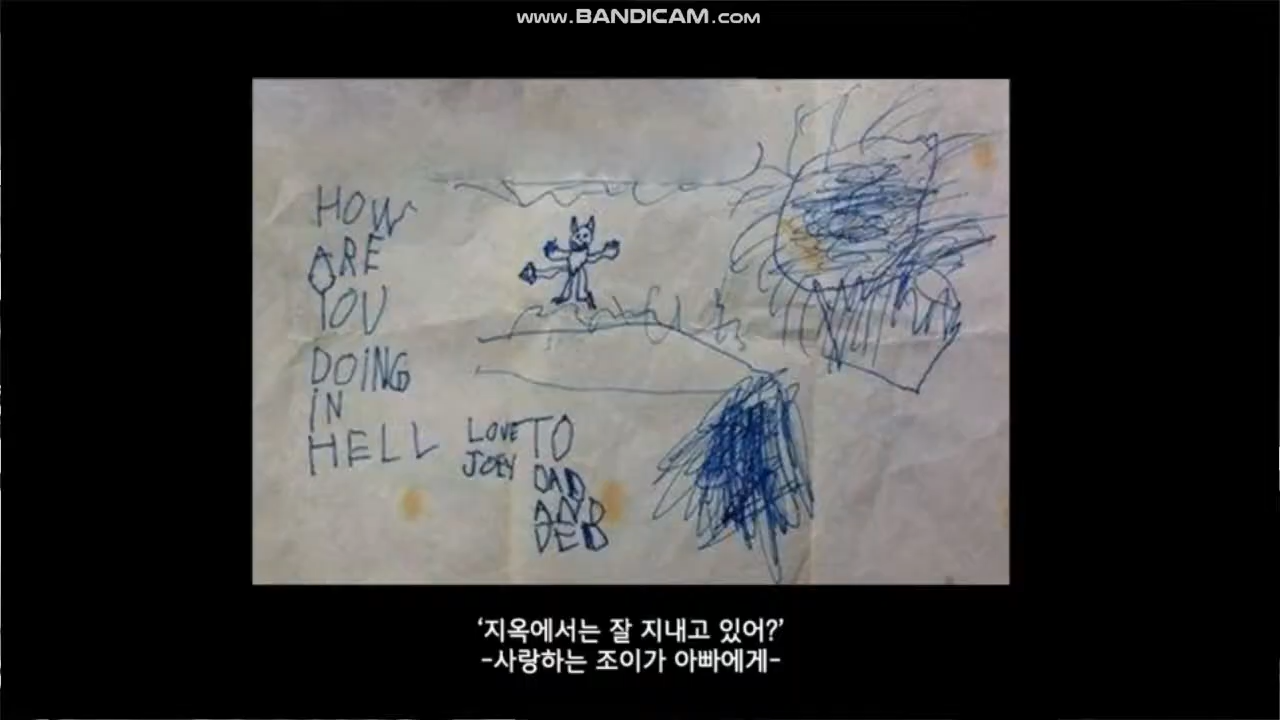 www.BANDICAM.com
HOW
ARE
YOU
DOING
IN
HELL
LOVE
JOEY
TO
DAD
AND
DEB
‘지옥에서는 잘 지내고 있어?’
-사랑하는 조이가 아빠에게-